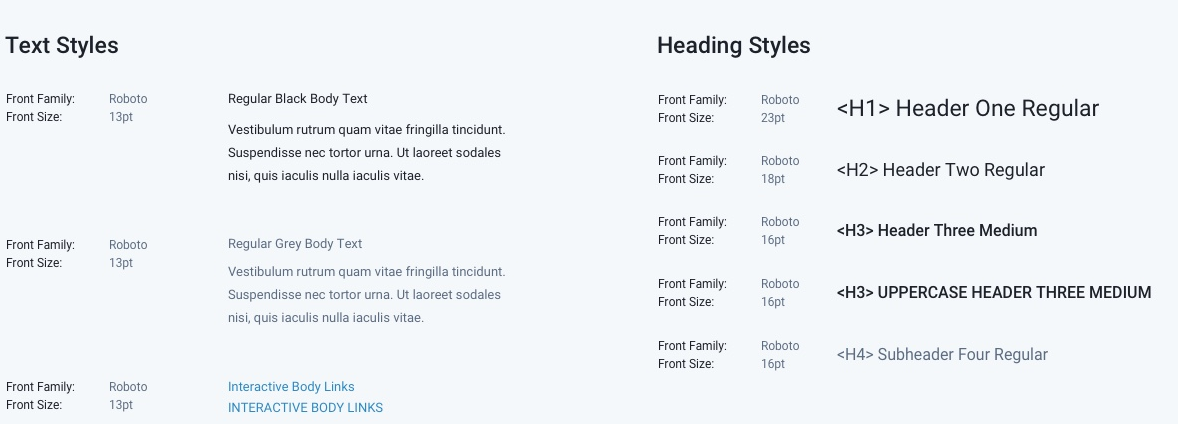 Text Styles
Front Family: Roboto
Front Size: 13pt
Regular Black Body Text
Vestibulum rutrum quam vitae fringilla tincidunt.
Suspendisse nec tortor urna. Ut laoreet sodales
nisi, quis iaculis nulla iaculis vitae.
Front Family: Roboto
Front Size: 13pt
Regular Grey Body Text
Vestibulum rutrum quam vitae fringilla tincidunt.
Suspendisse nec tortor urna. Ut laoreet sodales
nisi, quis iaculis nulla iaculis vitae.
Front Family: Roboto
Front Size: 13pt
Interactive Body Links
INTERACTIVE BODY LINKS
Heading Styles
Front Family: Roboto
Front Size: 23pt
<H1> Header One Regular
Front Family: Roboto
Front Size: 18pt
<H2> Header Two Regular
Front Family: Roboto
Front Size: 16pt
<H3> Header Three Medium
Front Family: Roboto
Front Size: 16pt
<H3> UPPERCASE HEADER THREE MEDIUM
Front Family: Roboto
Front Size: 16pt
<H4> Subheader Four Regular